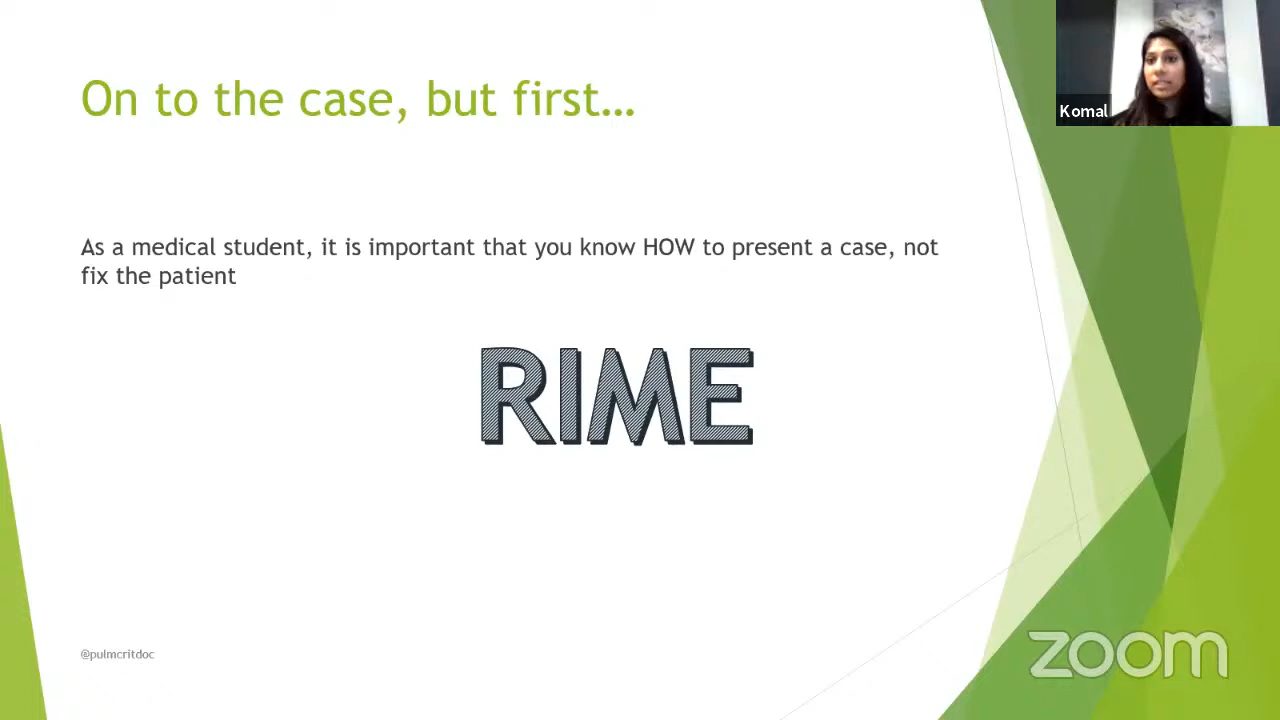 On to the case, but first…
Komal
As a medical student, it is important that you know HOW to present a case, not
fix the patient
RIME
@pulmcritdoc
zoom